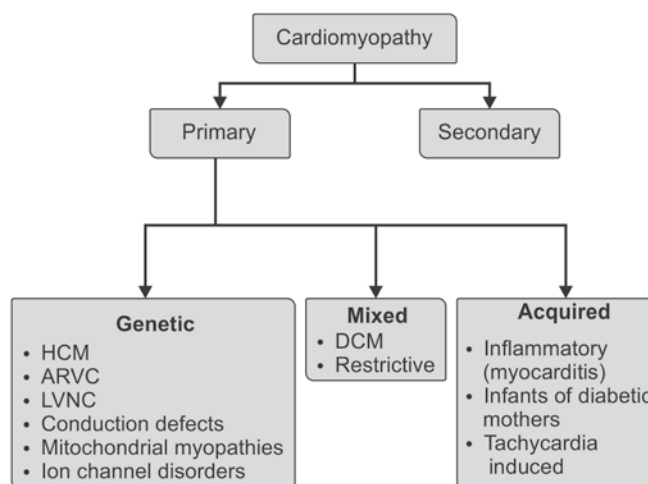 Cardiomyopathy
Primary
Secondary
Genetic
• HCM
• ARVC
• LVNC
• Conduction defects
• Mitochondrial myopathies
• Ion channel disorders
Mixed
• DCM
• Restrictive
Acquired
• Inflammatory
(myocarditis)
• Infants of diabetic
mothers
• Tachycardia
induced